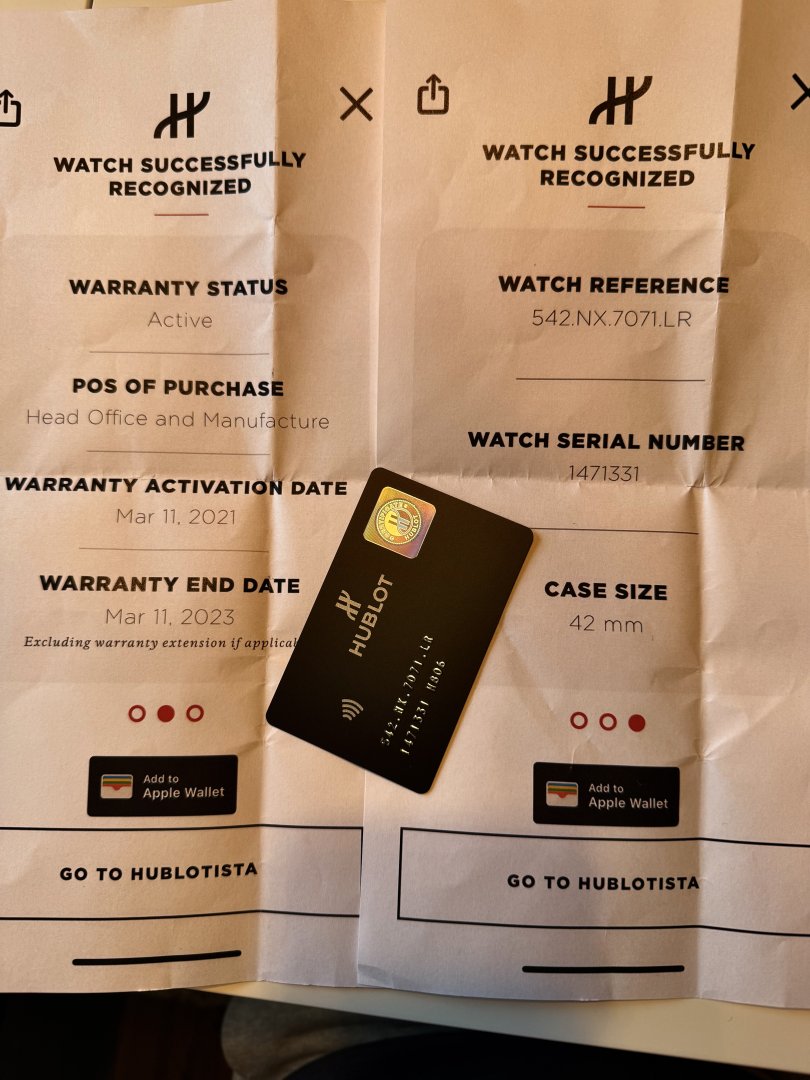 WATCH SUCCESSFULLY
RECOGNIZED
WARRANTY STATUS
Active
POS OF PURCHASE
Head Office and Manufacture
WARRANTY ACTIVATION DATE
Mar 11, 2021
WARRANTY END DATE
Mar 11, 2023
Excluding warranty extension if
Add to
Apple Wallet
GO TO HUBLOTISTA
WATCH SUCCESSFULLY
RECOGNIZED
WATCH REFERENCE
542.NX.7071.LR
WATCH SERIAL NUMBER
1471331
CASE SIZE
42 mm
Add to
Apple Wallet
GO TO HUBLOTISTA
HUBLOT
HUBLOT
542.NX.7071.LR
1471331